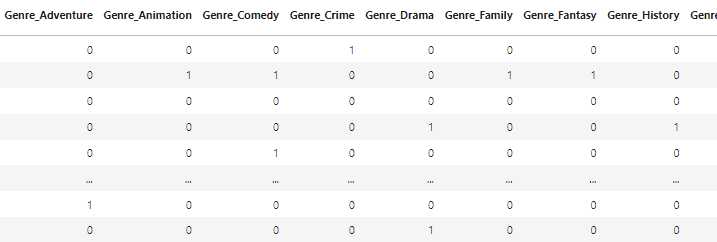 Genre_Adventure Genre_Animation Genre_Comedy Genre_Crime Genre_Drama Genre_Family Genre_Fantasy Genre_History Genre
0 0 0 1 0 0 0 0
0 1 1 0 0 1 1 0
0 0 0 0 0 0 0 0
0 0 0 0 1 0 0 1
0 0 1 0 0 0 0 0
... ... ... ... ... ... ... ...
1 0 0 0 0 0 0 0
0 0 0 0 1 0 0 0